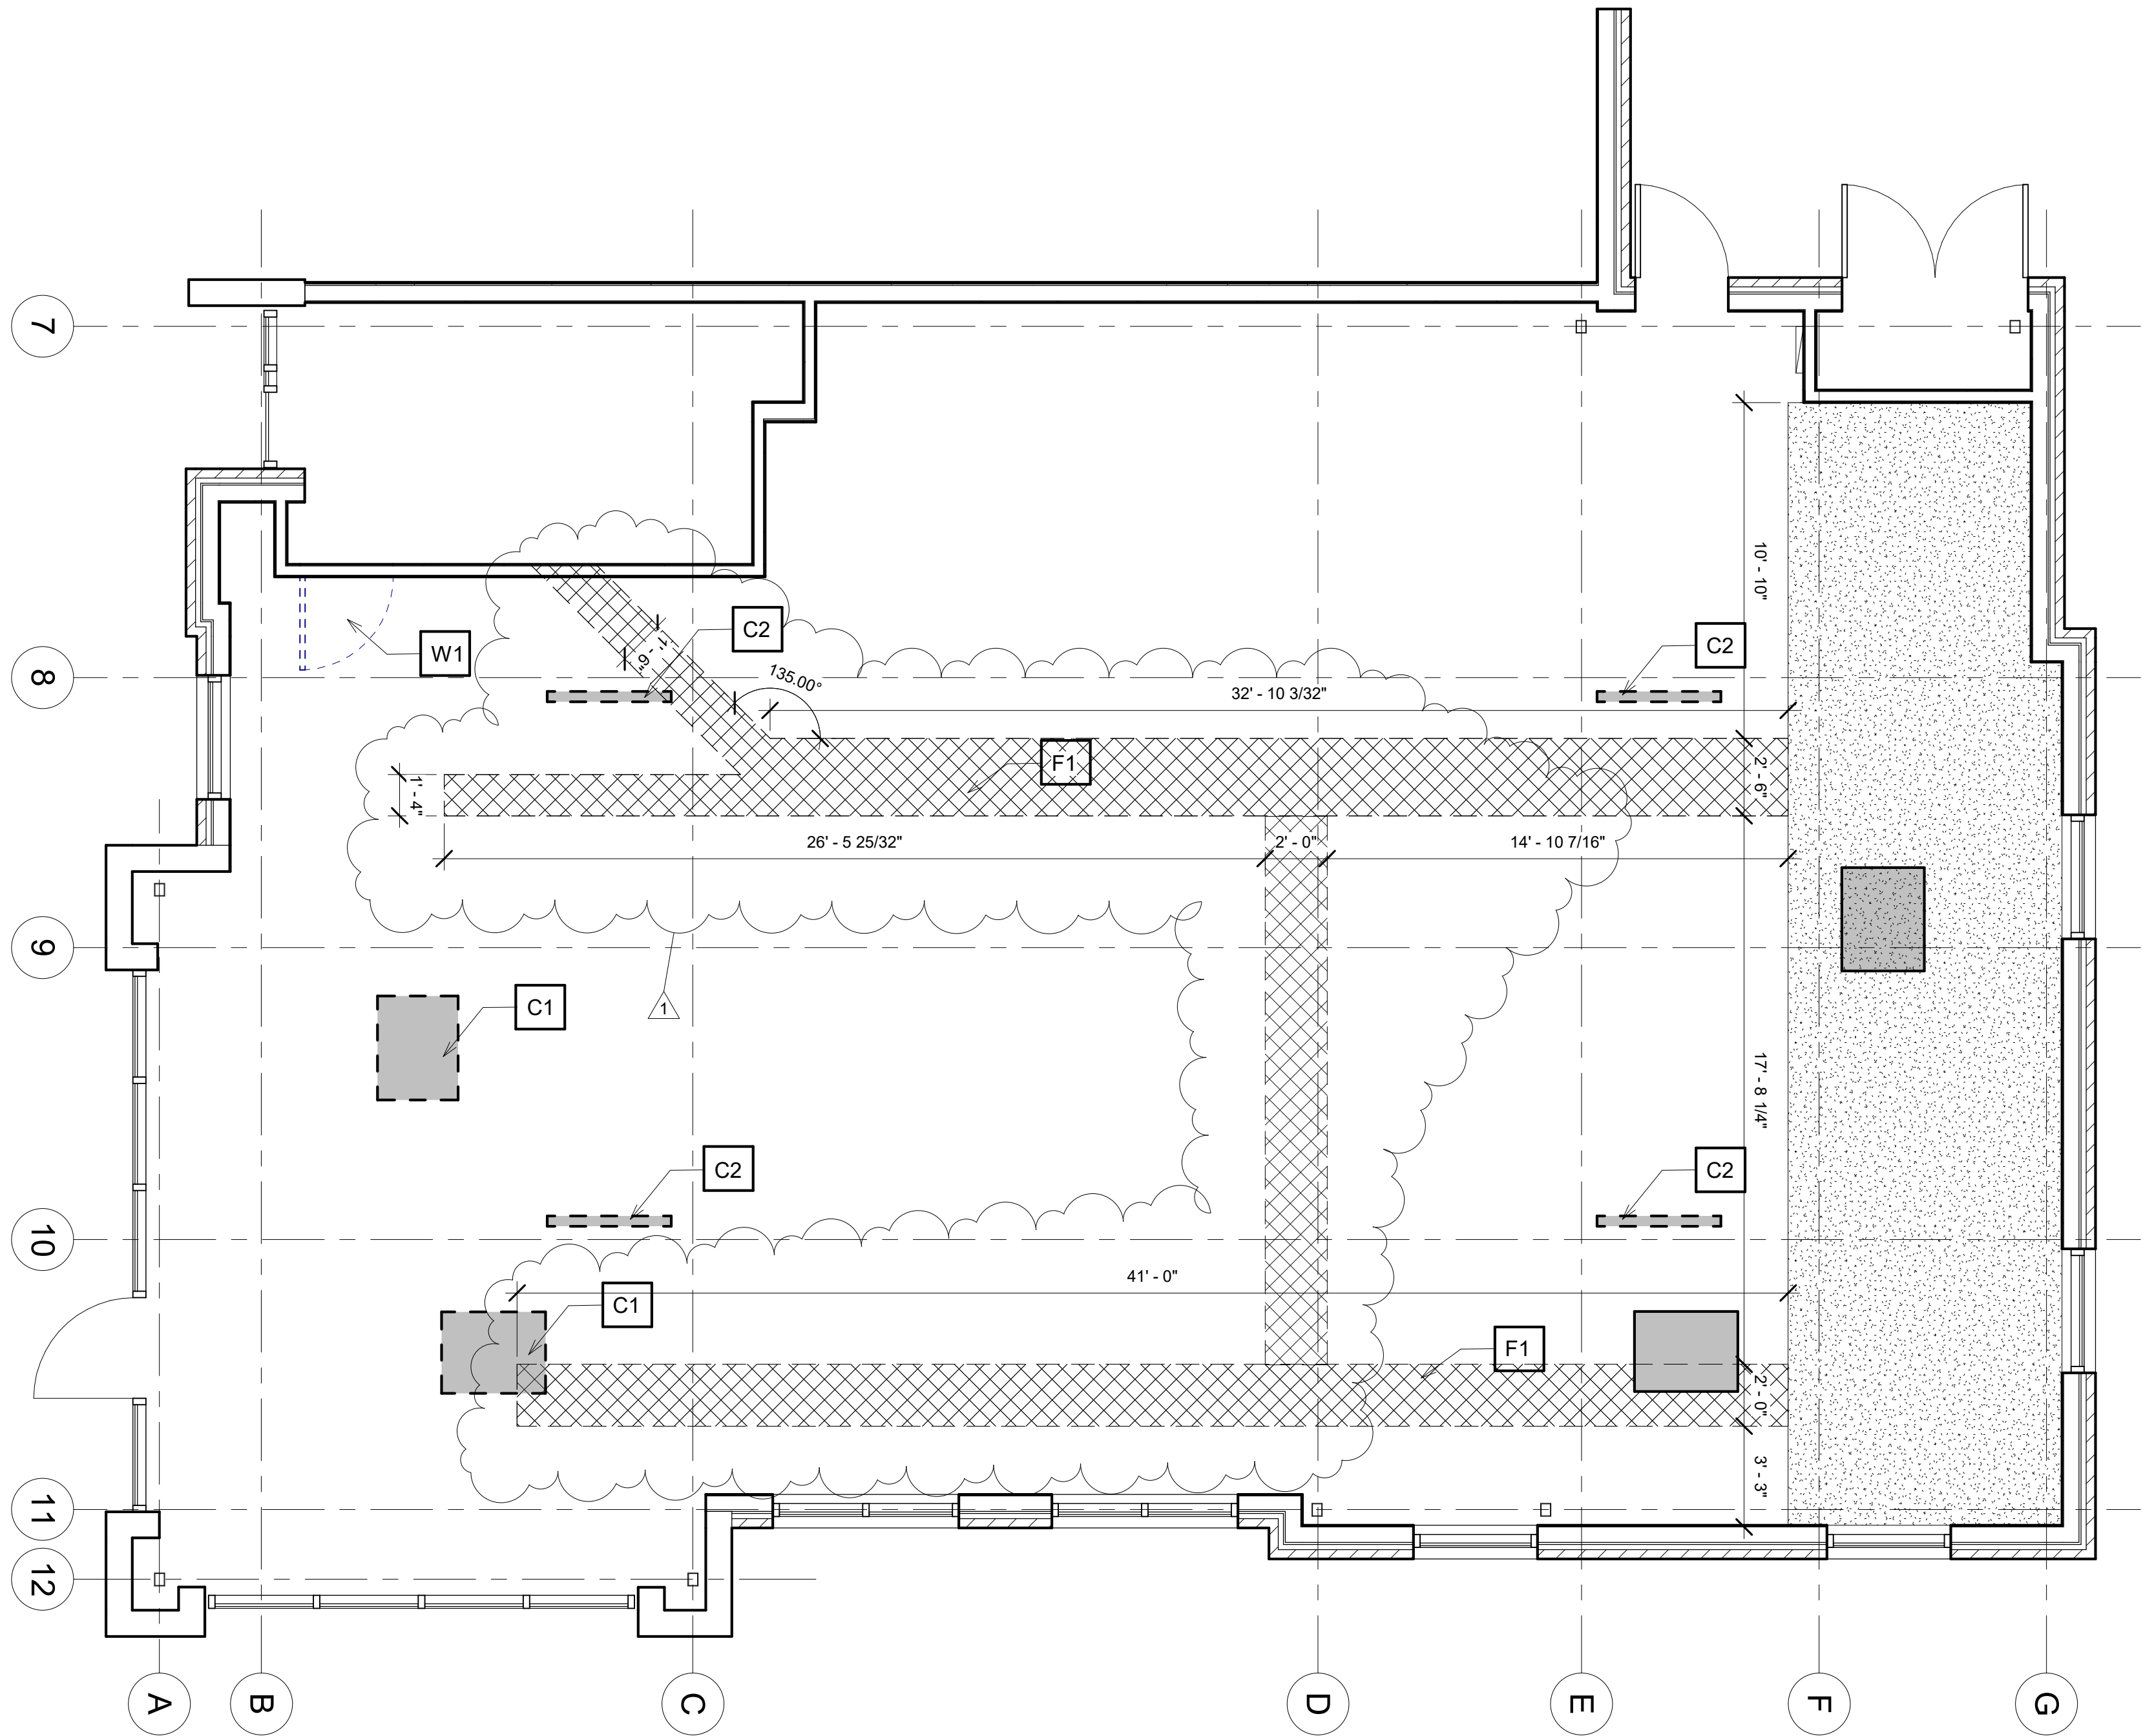 7
8
9
10
11
12
A
B
C
D
E
F
G
10' - 10"
C2
C2
W1
1' - 6"
135.00°
32' - 10 3/32"
F1
2' - 6"
1' - 4"
26' - 5 25/32"
2' - 0"
14' - 10 7/16"
C1
1
17' - 8 1/4"
C2
C2
41' - 0"
C1
F1
2' - 0"
3' - 3"